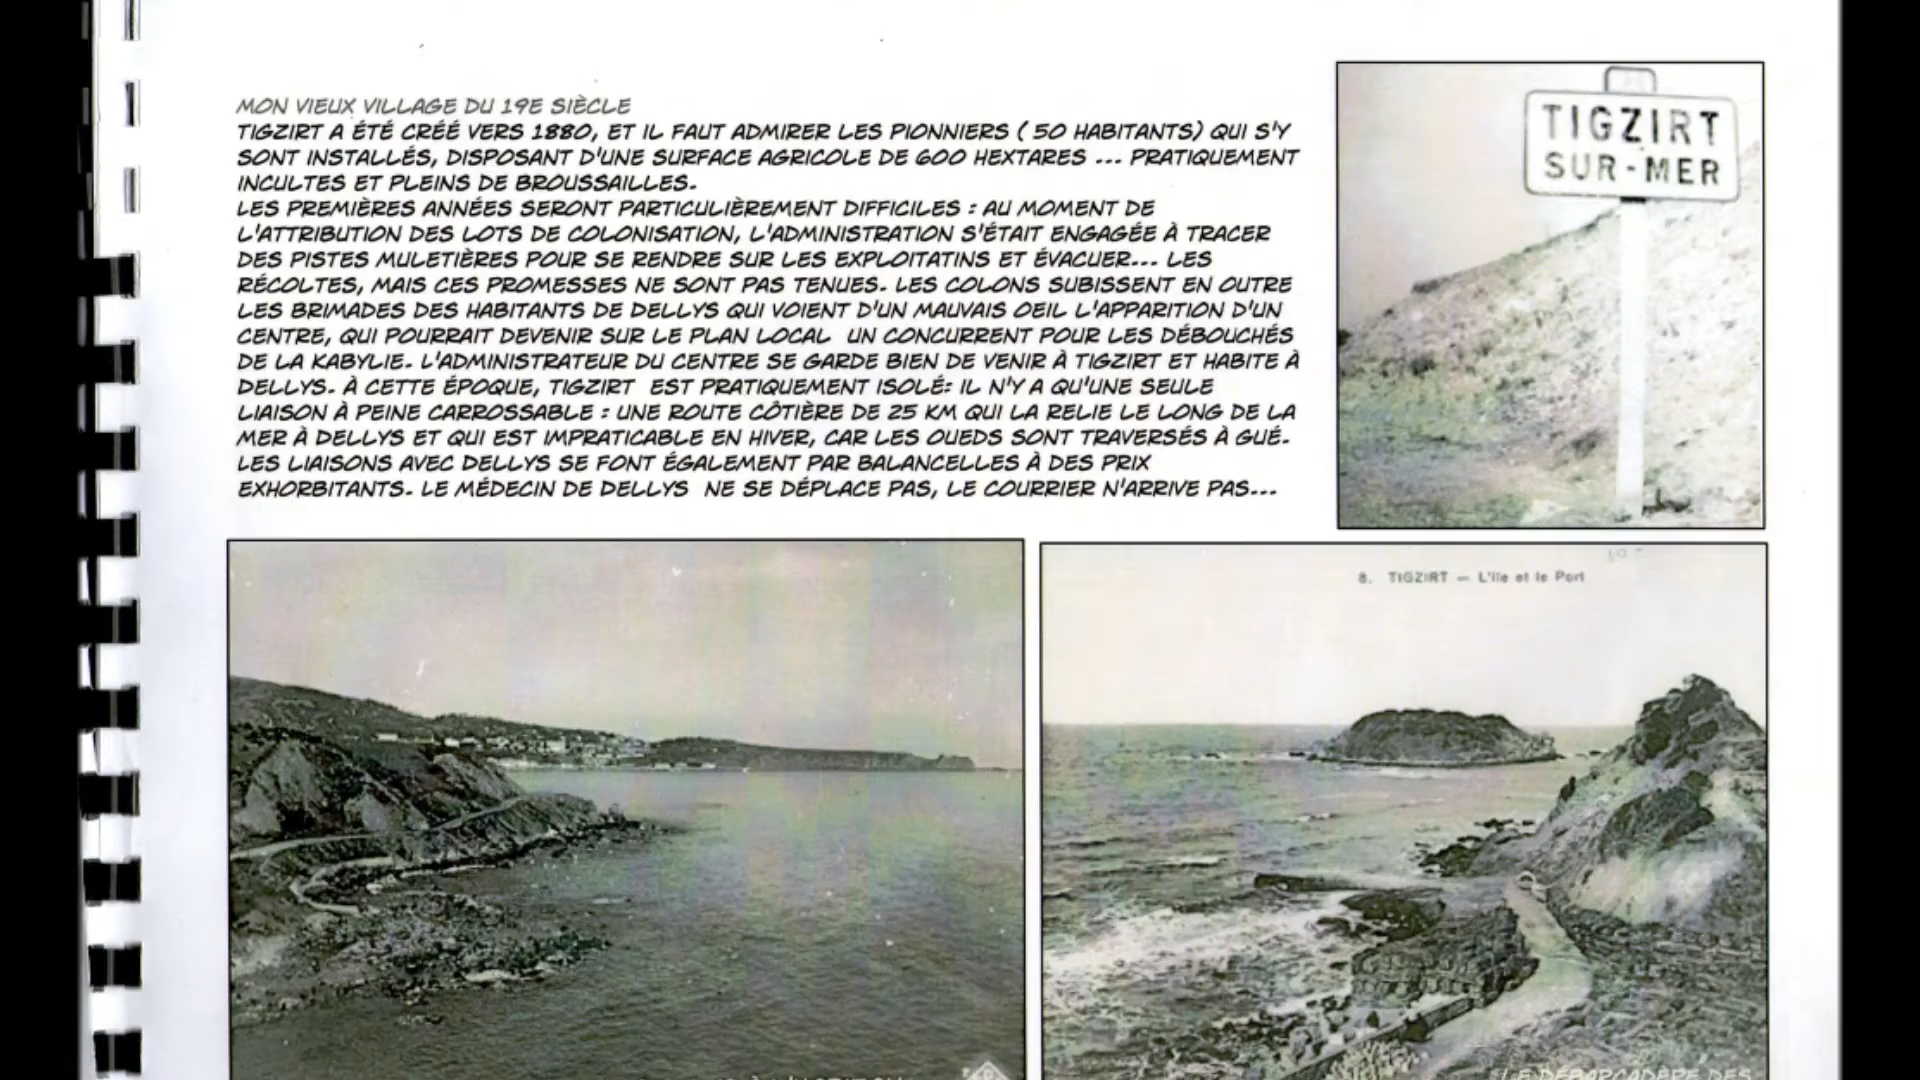 MON VIEUX VILLAGE DU 19E SIÈCLE
TIGZIRT A ÉTÉ CRÉÉ VERS 1880, ET IL FAUT ADMIRER LES PIONNIERS ( 50 HABITANTS) QUI S'Y
SONT INSTALLÉS, DISPOSANT D'UNE SURFACE AGRICOLE DE 600 HEXTARES ... PRATIQUEMENT
INCULTES ET PLEINS DE BROUSSAILLES.
LES PREMIÈRES ANNÉES SERONT PARTICULIÈREMENT DIFFICILES : AU MOMENT DE
L'ATTRIBUTION DES LOTS DE COLONISATION, L'ADMINISTRATION S'ÉTAIT ENGAGÉE À TRACER
DES PISTES MULETIÈRES POUR SE RENDRE SUR LES EXPLOITATINS ET ÉVACUER... LES
RÉCOLTES, MAIS CES PROMESSES NE SONT PAS TENUES. LES COLONS SUBISSENT EN OUTRE
LES BRIMADES DES HABITANTS DE DELLYS QUI VOIENT D'UN MAUVAIS OEIL L'APPARITION D'UN
CENTRE, QUI POURRAIT DEVENIR SUR LE PLAN LOCAL UN CONCURRENT POUR LES DÉBOUCHÉS
DE LA KABYLIE. L'ADMINISTRATEUR DU CENTRE SE GARDE BIEN DE VENIR À TIGZIRT ET HABITE À
DELLYS. À CETTE ÉPOQUE, TIGZIRT EST PRATIQUEMENT ISOLÉ: IL N'Y A QU'UNE SEULE
LIAISON À PEINE CARROSSABLE : UNE ROUTE CÔTIÈRE DE 25 KM QUI LA RELIE LE LONG DE LA
MER À DELLYS ET QUI EST IMPRATICABLE EN HIVER, CAR LES OUEDS SONT TRAVERSÉS À GUÉ.
LES LIAISONS AVEC DELLYS SE FONT ÉGALEMENT PAR BALANCELLES À DES PRIX
EXHORBITANTS. LE MÉDECIN DE DELLYS NE SE DÉPLACE PAS, LE COURRIER N'ARRIVE PAS...
TIGZIRT
SUR-MER
8. TIGZIRT — L'Ile et le Port
LE DÉBARCADÈRE DES